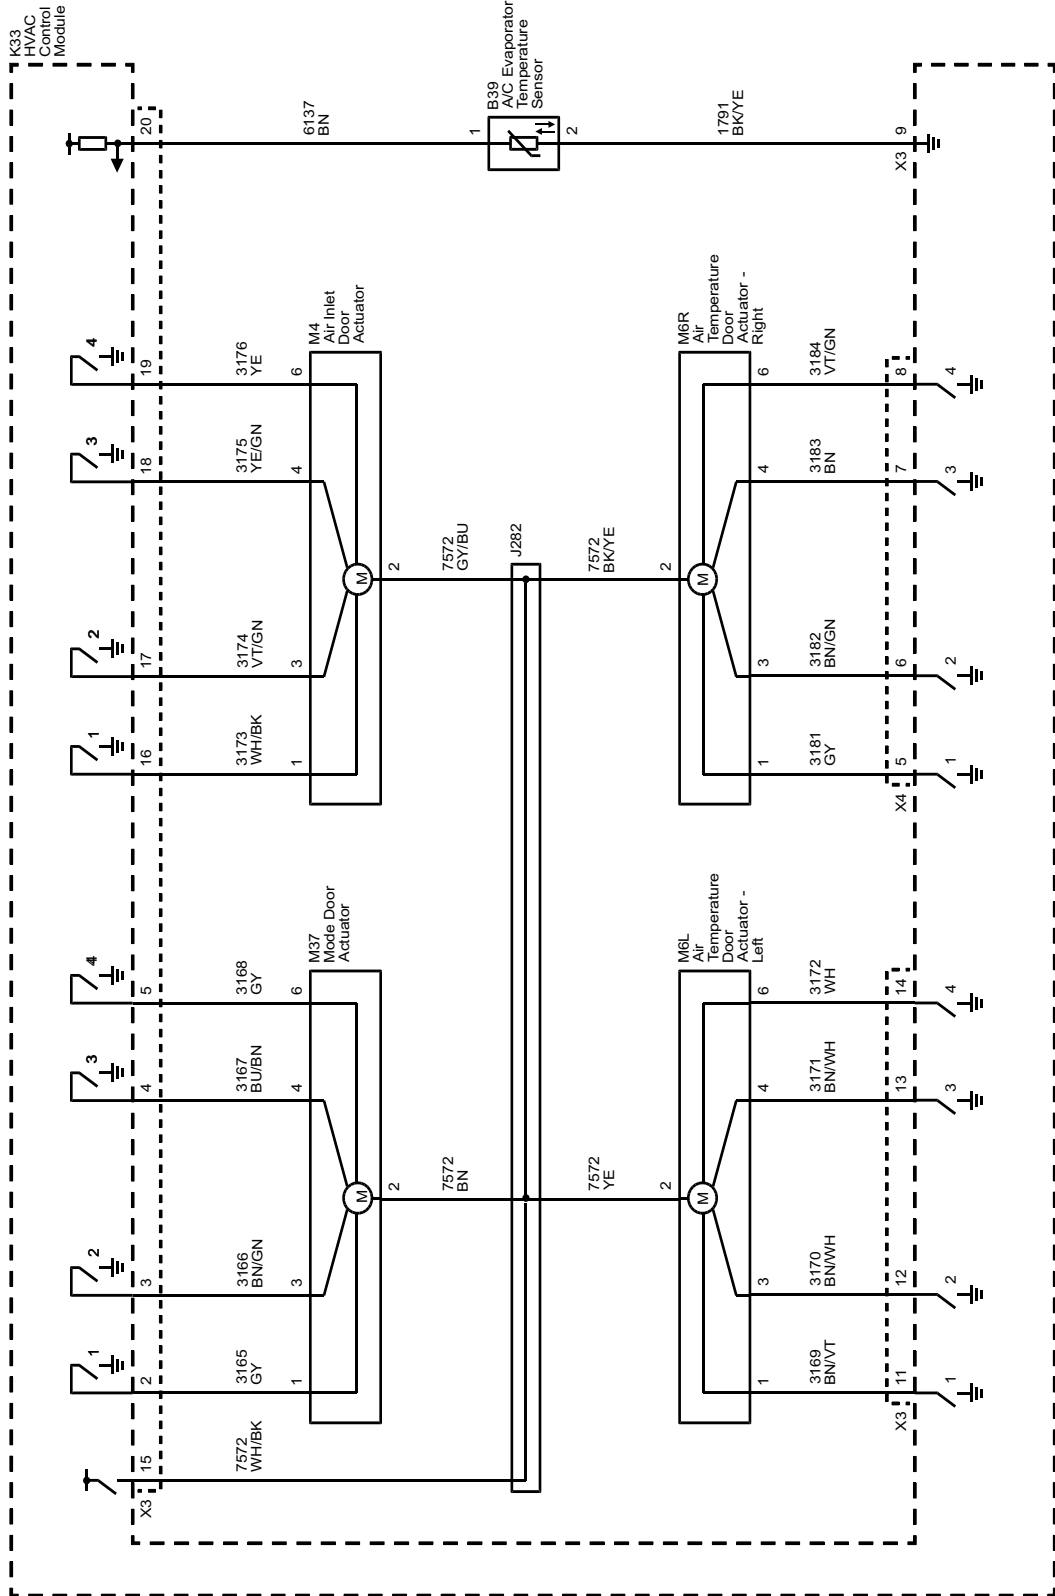 K33
HVAC
Control
Module
X3
15
2
3
4
5
16
17
18
19
20
1
2
3
4
1
2
3
4
7572
WH/BK
3165
GY
3166
BN/GN
3167
BU/BN
3168
GY
3173
WH/BK
3174
VT/GN
3175
YE/GN
3176
YE
6137
BN
1
3
4
6
M
2
M37
Mode Door
Actuator
1
3
4
6
M
2
M4
Air Inlet
Door
Actuator
1
2
B39
A/C Evaporator
Temperature
Sensor
7572
BN
7572
GY/BU
J282
7572
YE
7572
BK/YE
1791
BK/YE
2
M
1
3
4
6
M6L
Air
Temperature
Door
Actuator -
Left
2
M
1
3
4
6
M6R
Air
Temperature
Door
Actuator -
Right
3169
BN/VT
3170
BN/WH
3171
BN/WH
3172
WH
3181
GY
3182
BN/GN
3183
BN
3184
VT/GN
X3
11
12
13
14
X4
5
6
7
8
X3
9
1
2
3
4
1
2
3
4